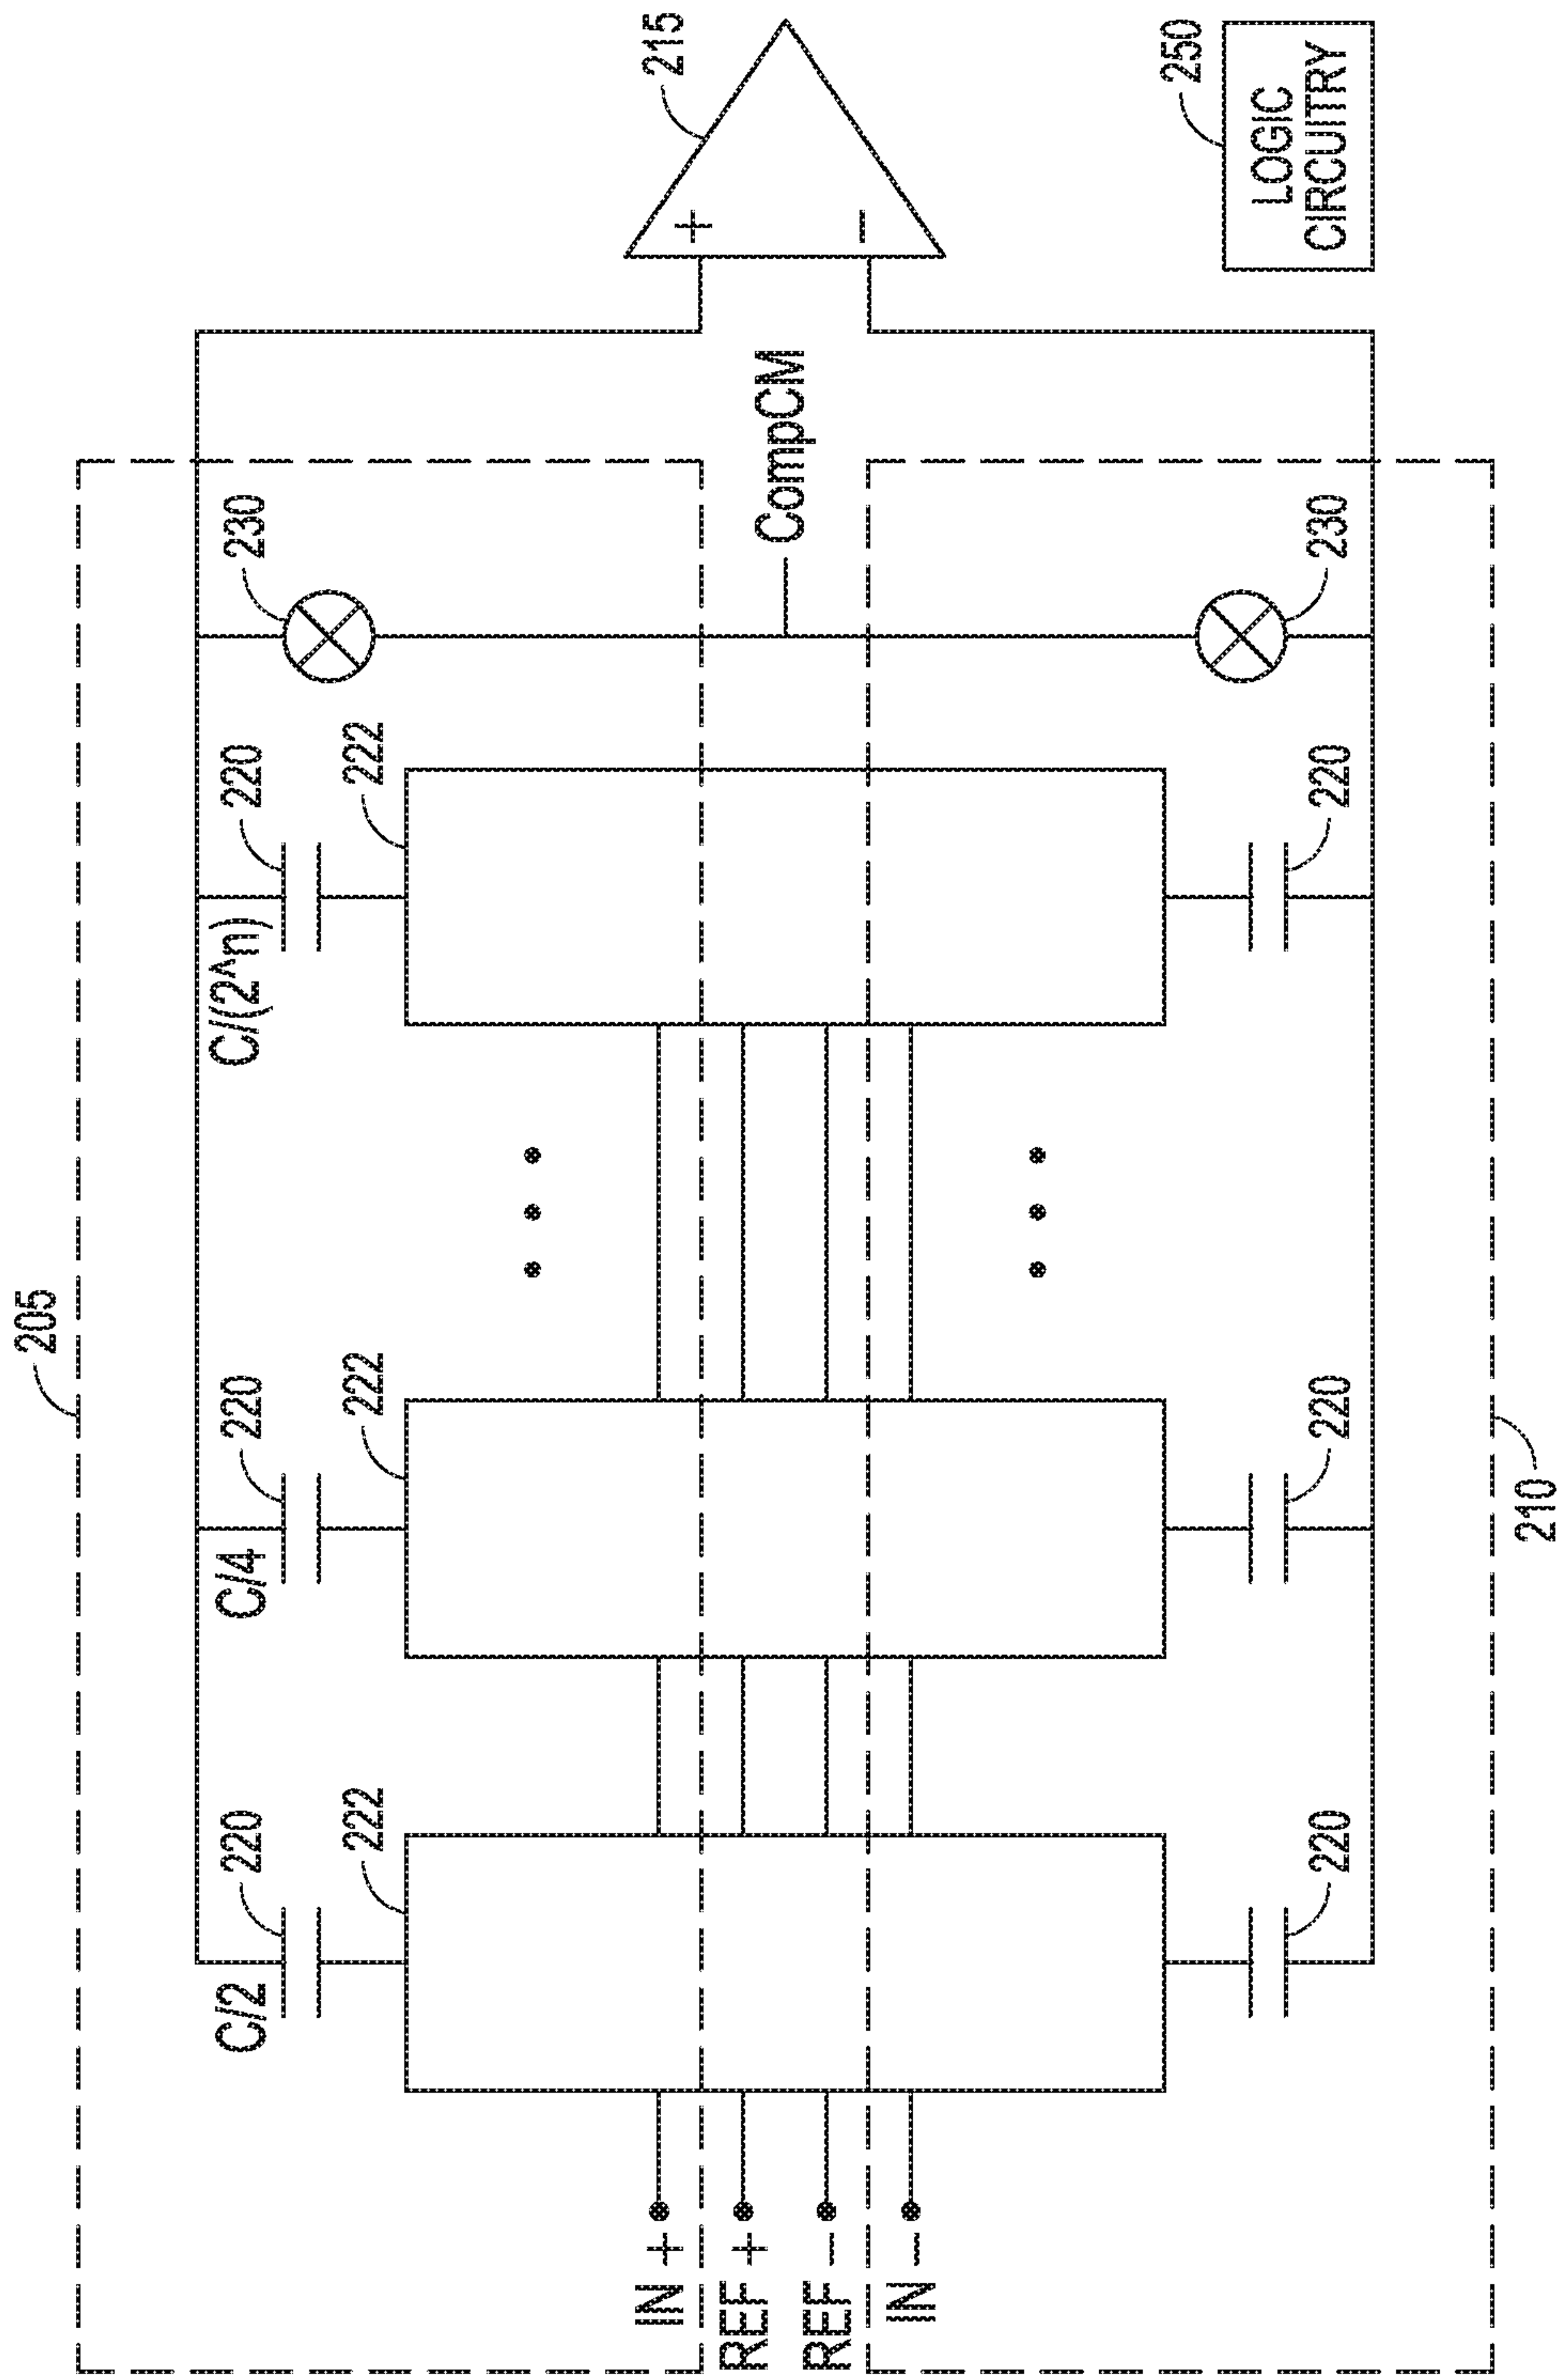 205
C/2
220
C/4
220
C/(2^n)
220
230
222
222
222
215
+
−
CompCM
IN +
REF +
REF −
IN −
220
220
220
230
250
LOGIC
CIRCUITRY
210